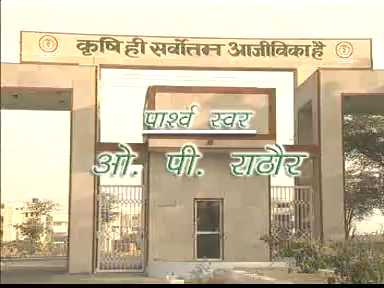 कृषि ही सर्वोतम आजीविका है
पार्श्व स्वर
ओ. पी. राठौर